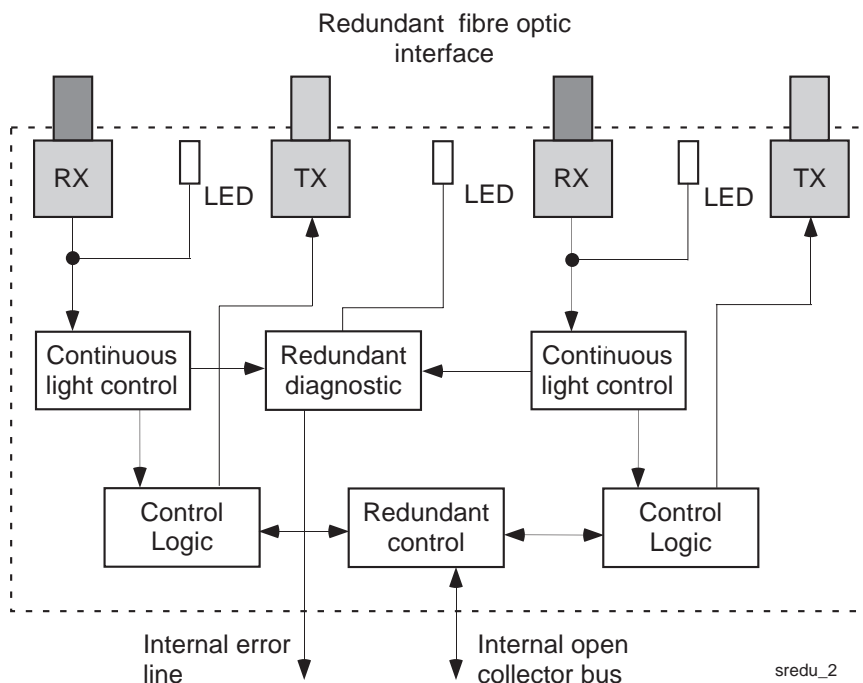 Redundant fibre optic
interface
RX
LED
TX
LED
RX
LED
TX
Continuous
light control
Redundant
diagnostic
Continuous
light control
Control
Logic
Redundant
control
Control
Logic
Internal error
line
Internal open
collector bus
sredu_2